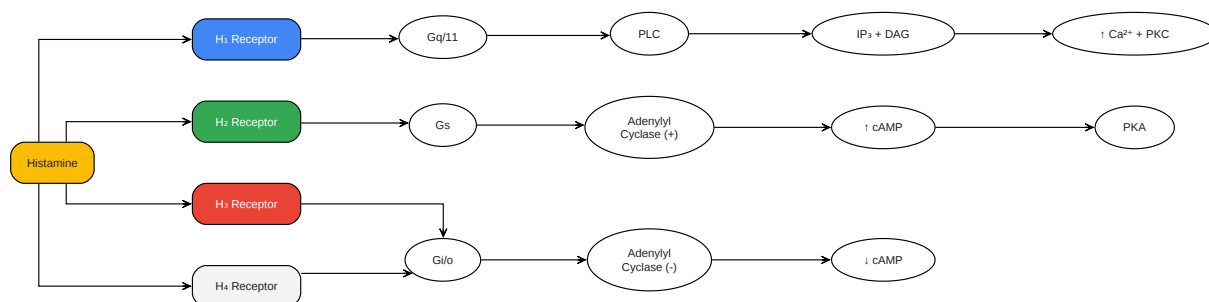 H₁ Receptor
Gq/11
PLC
IP₃ + DAG
↑ Ca²⁺ + PKC
H₂ Receptor
Gs
Adenylyl
Cyclase (+)
↑ cAMP
PKA
Histamine
H₃ Receptor
Gi/o
Adenylyl
Cyclase (-)
↓ cAMP
H₄ Receptor